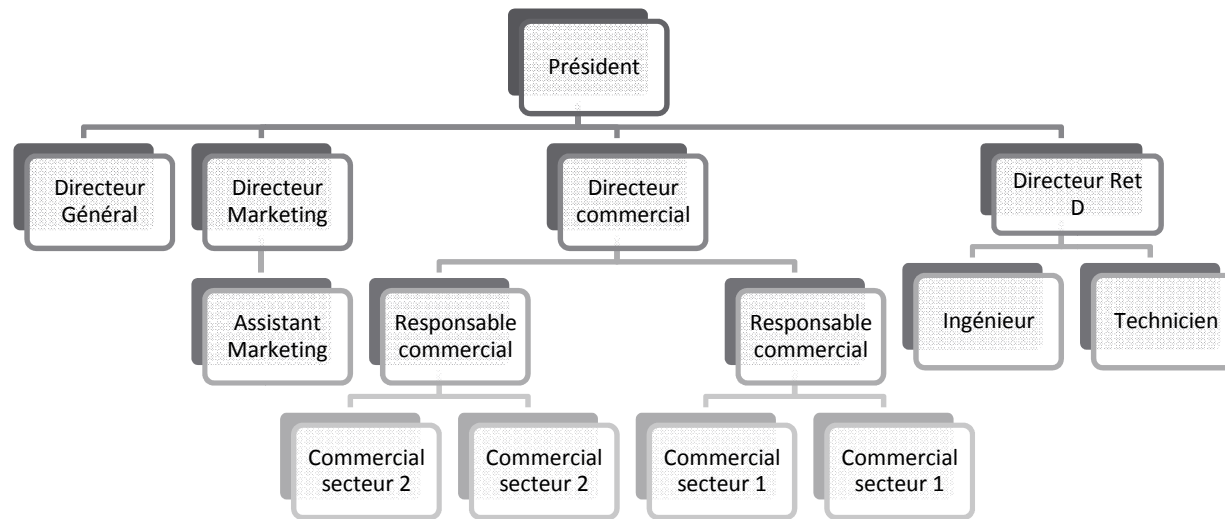 Président
Directeur
Général
Directeur
Marketing
Directeur
commercial
Directeur Ret
D
Assistant
Marketing
Responsable
commercial
Responsable
commercial
Ingénieur
Technicien
Commercial
secteur 2
Commercial
secteur 2
Commercial
secteur 1
Commercial
secteur 1